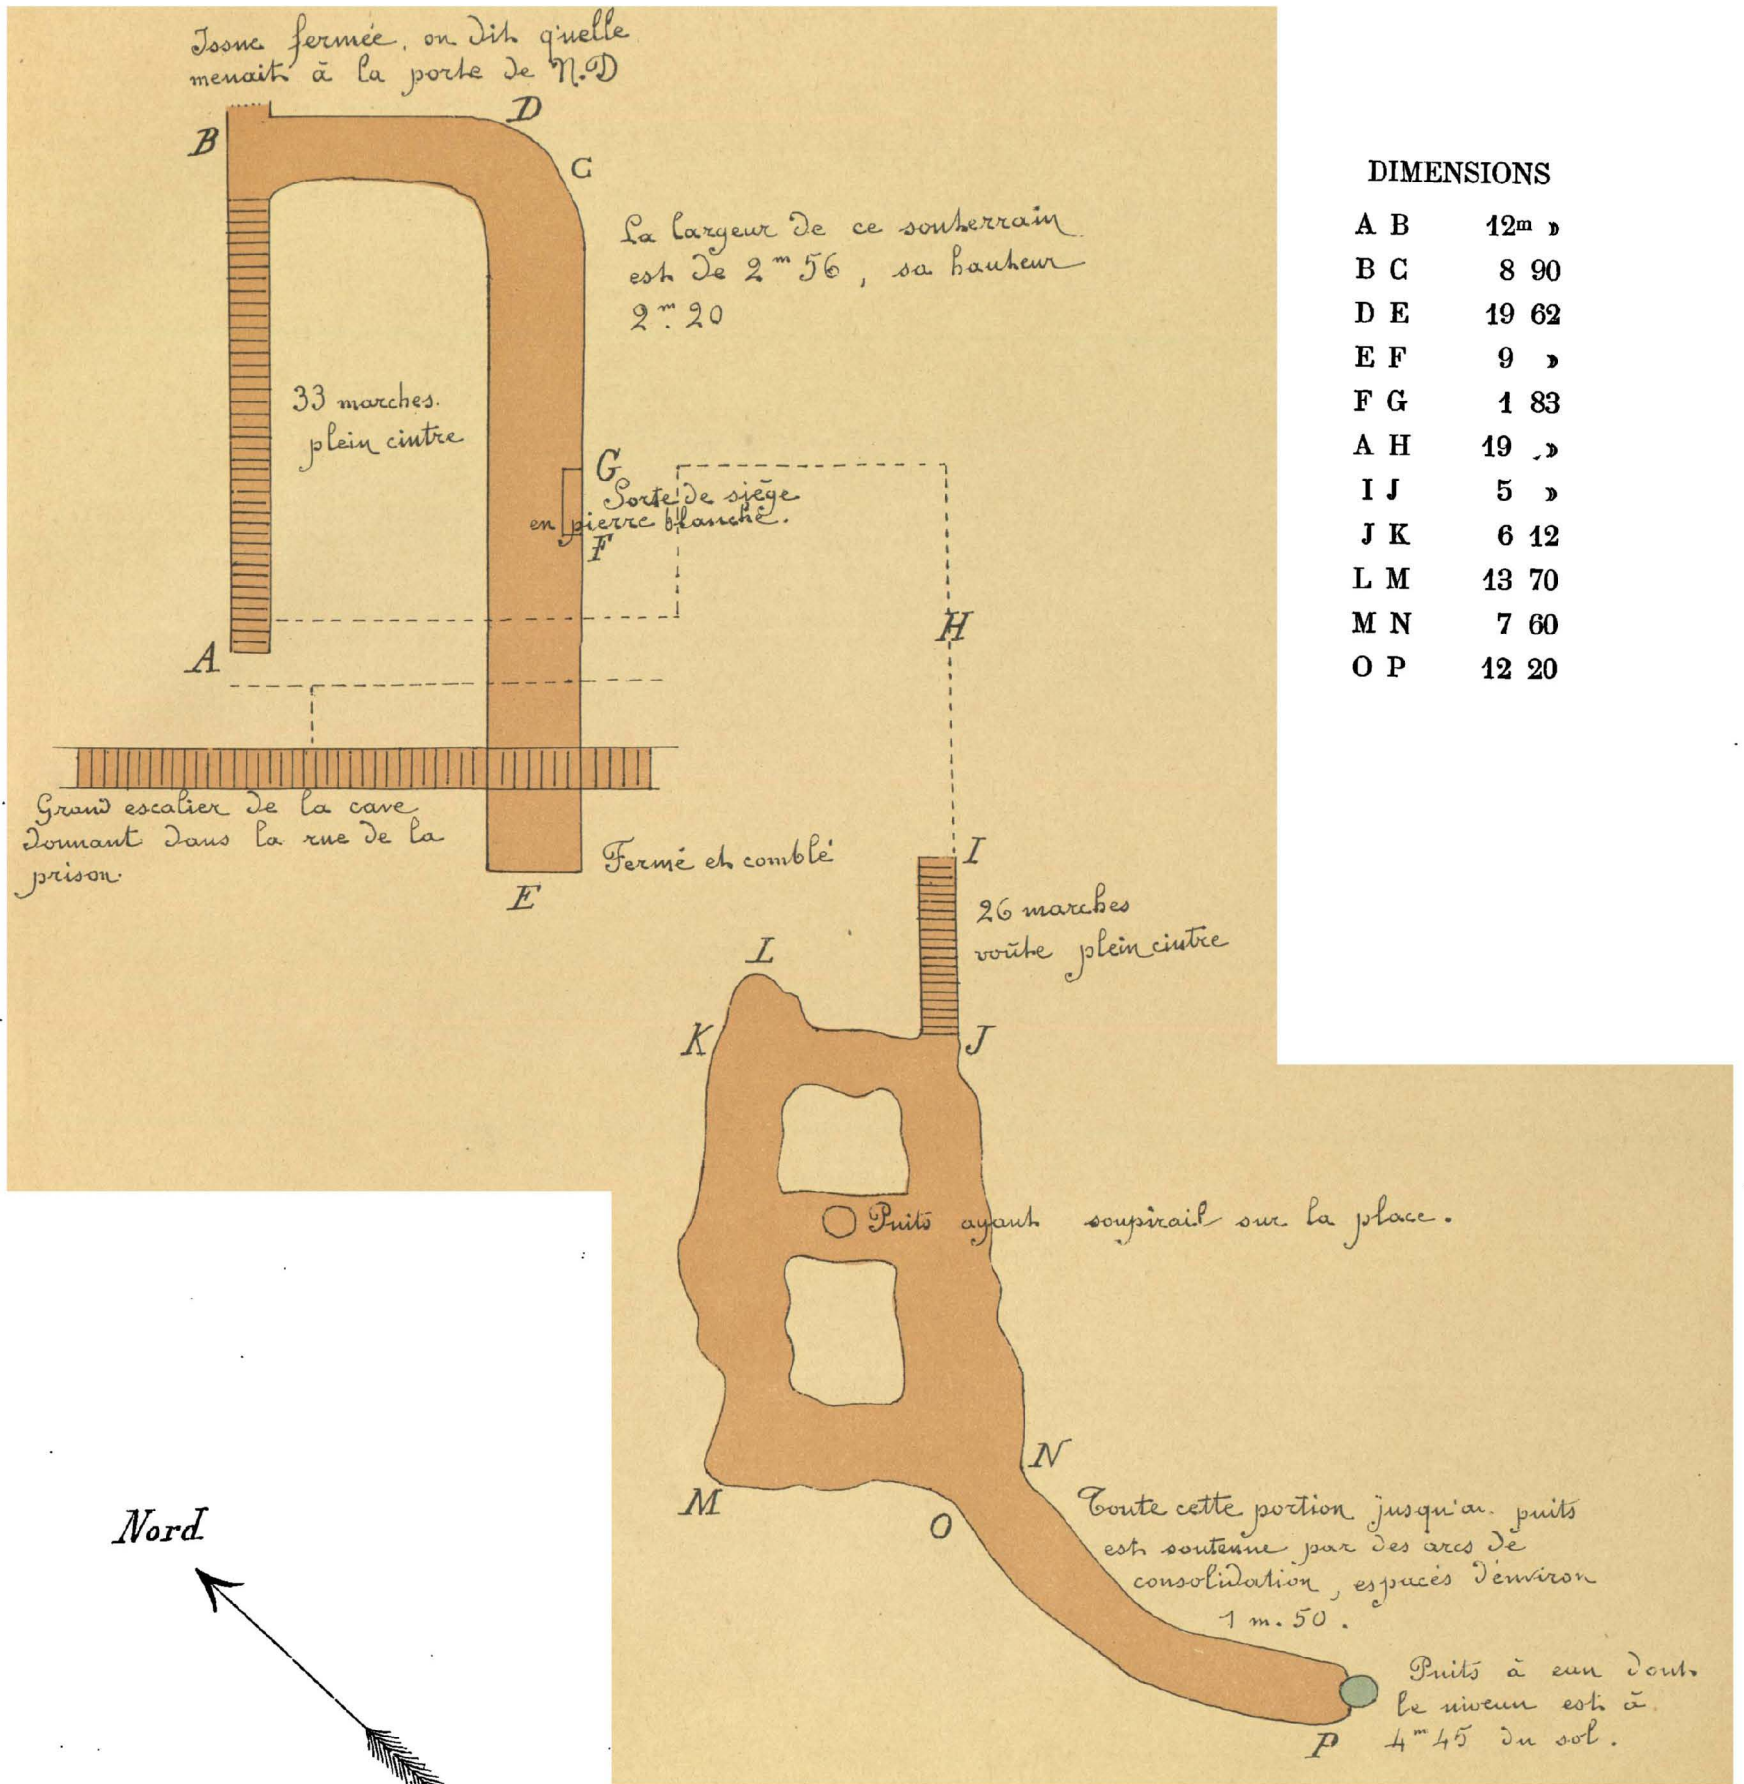 Issue fermée, on dit qu'elle
menait à la porte de N.D
B
D
C
La largeur de ce souterrain
est de 2m 56, sa hauteur
2m. 20
33 marches.
plein cintre
G
Sorte de siège
en pierre blanche.
F
H
A
Grand escalier de la cave
donnant dans la rue de la
prison.
Fermé et comblé
E
I
26 marches
voûte plein cintre
L
K
J
Puits ayant soupirail sur la place.
N
M
O
Toute cette portion jusqu'au puits
est soutenue par des arcs de
consolidation, espacés d'environ
1 m. 50.
Puits à eau dont
le niveau est à
4m 45 du sol.
P
Nord
DIMENSIONS
A B 12m »
B C 8 90
D E 19 62
E F 9 »
F G 1 83
A H 19 »
I J 5 »
J K 6 12
L M 13 70
M N 7 60
O P 12 20